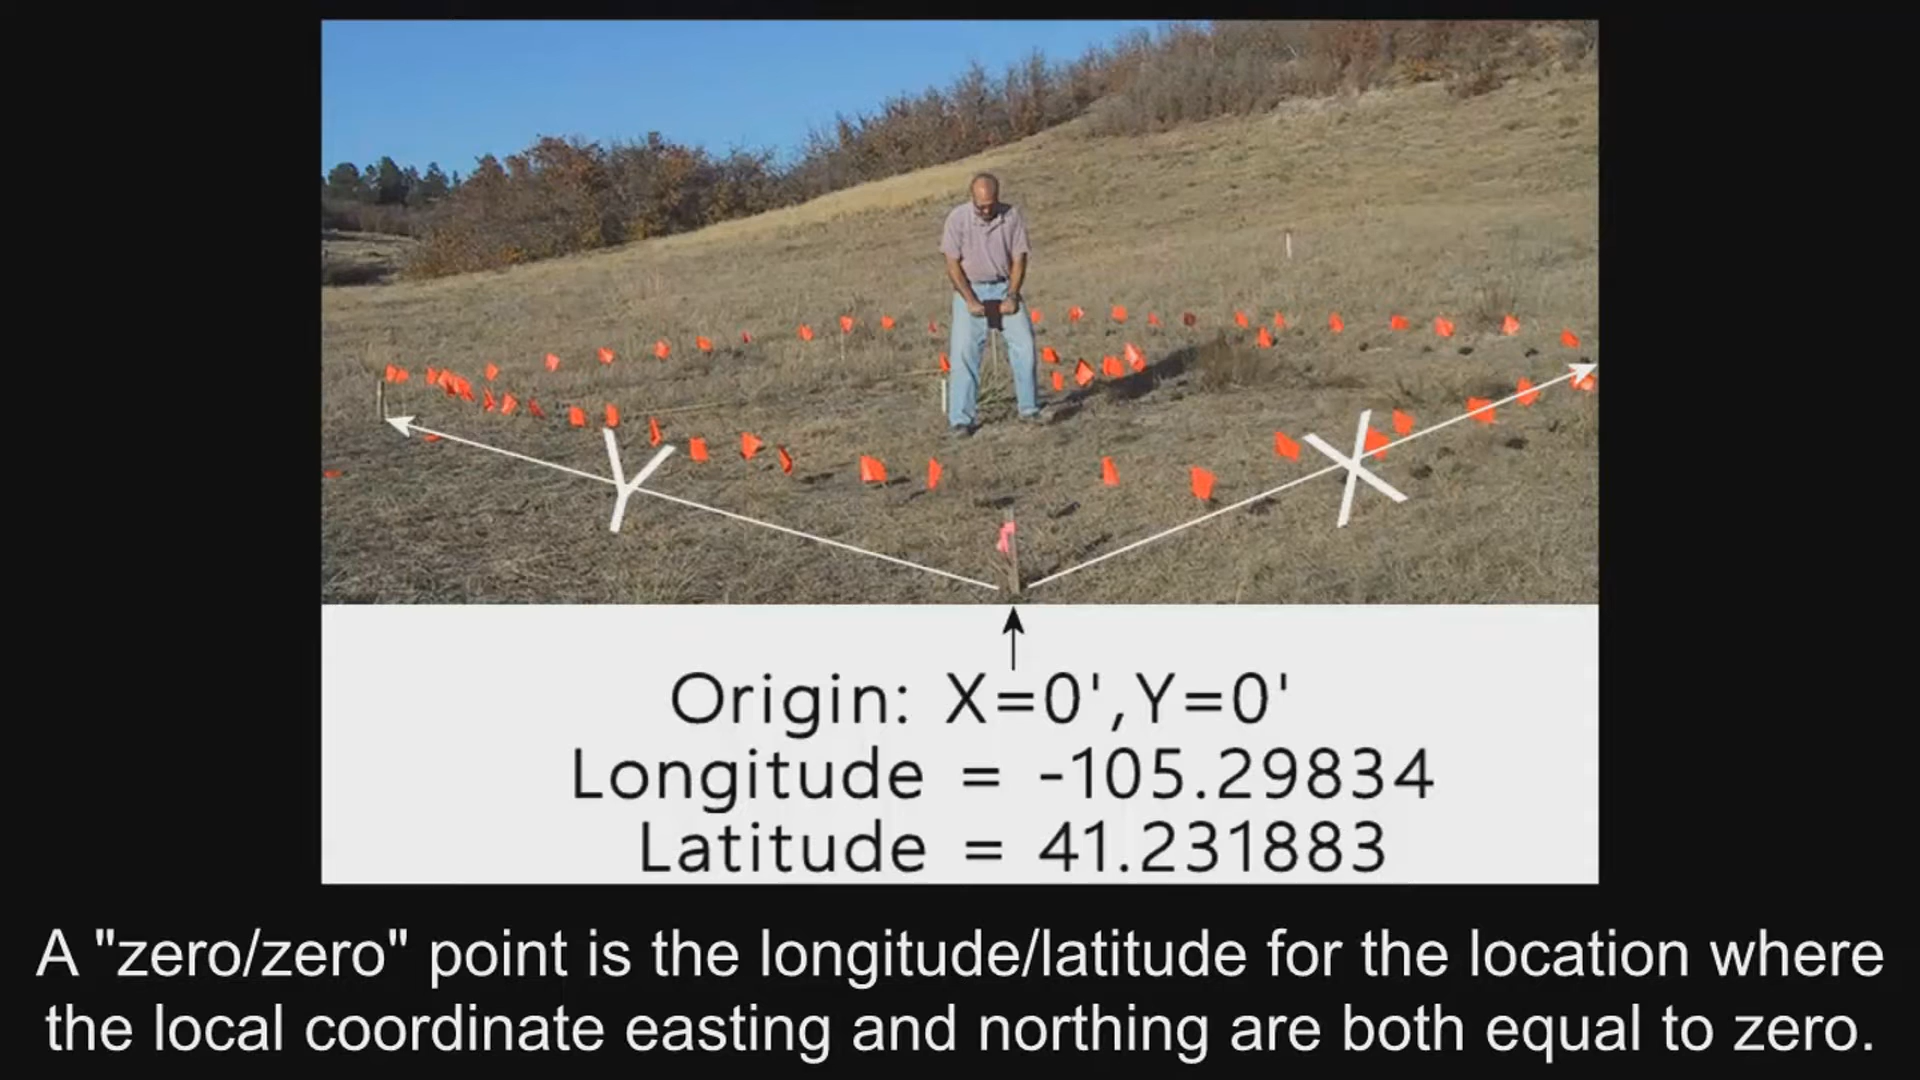 Y
X
Origin: X=0',Y=0'
Longitude = -105.29834
Latitude = 41.231883
A "zero/zero" point is the longitude/latitude for the location where
the local coordinate easting and northing are both equal to zero.